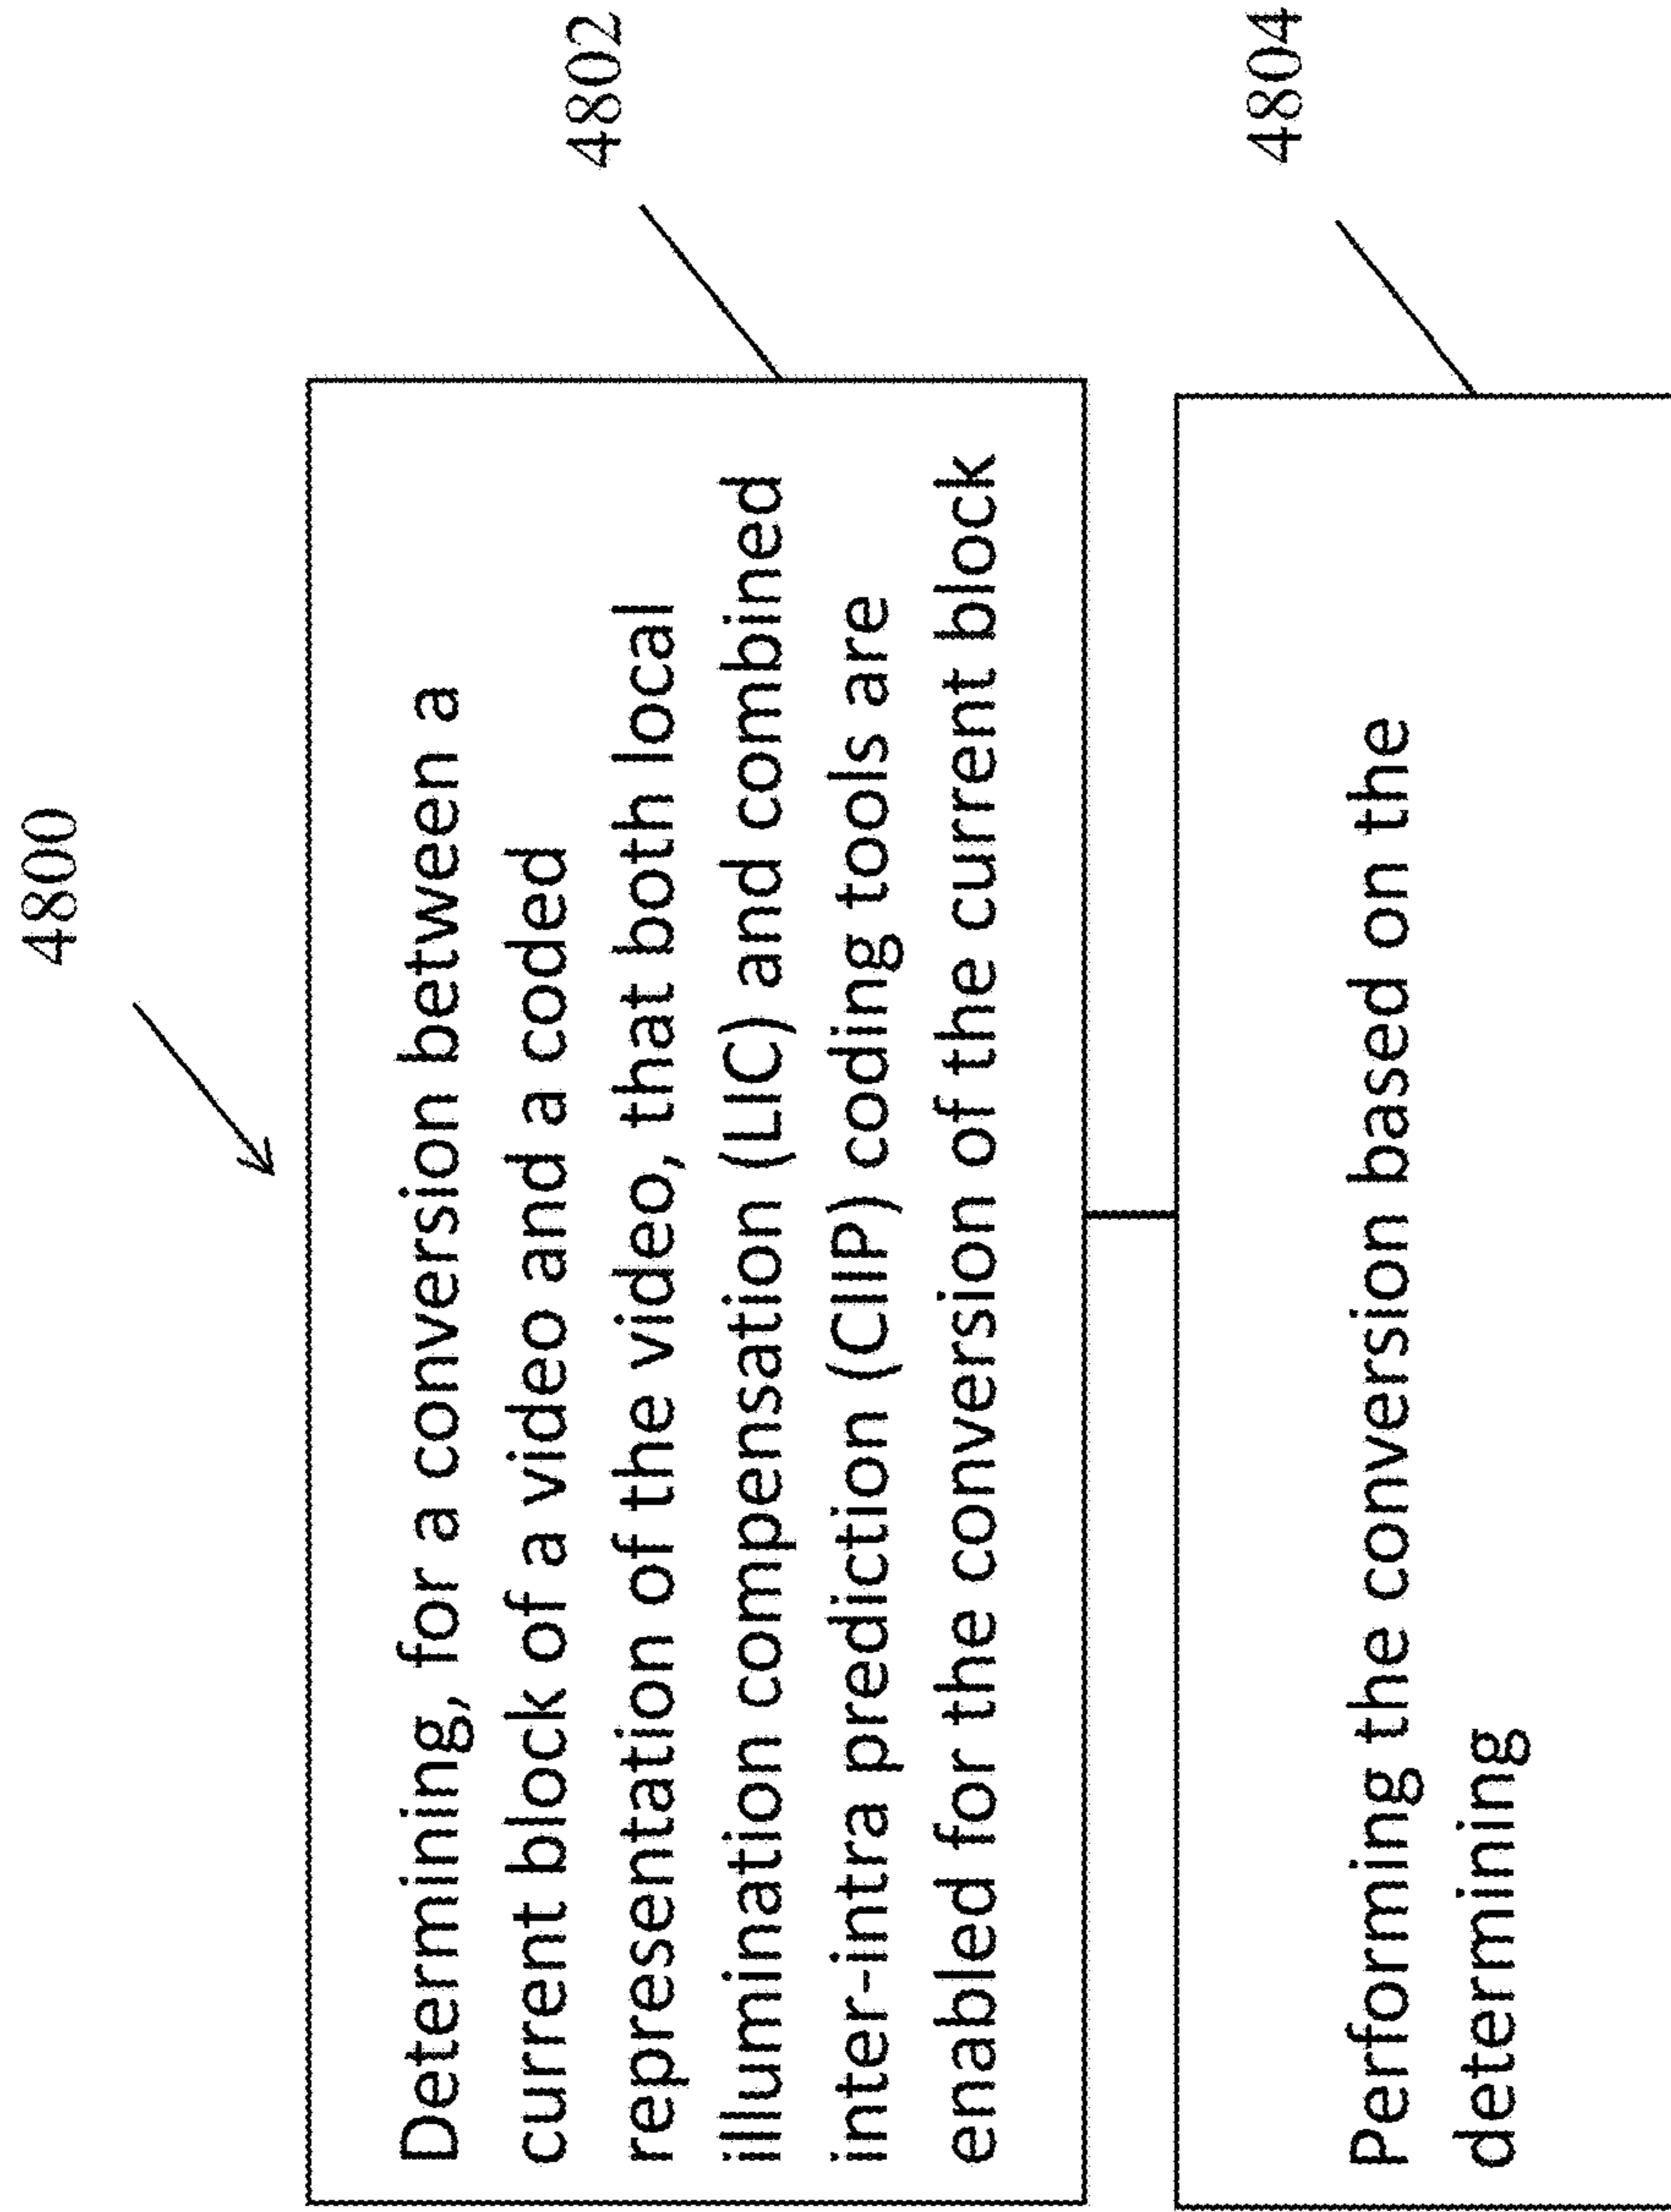 4800
Determining, for a conversion between a
current block of a video and a coded
representation of the video, that both local
illumination compensation (LIC) and combined
inter-intra prediction (CIIP) coding tools are
enabled for the conversion of the current block
4802
Performing the conversion based on the
determining
4804